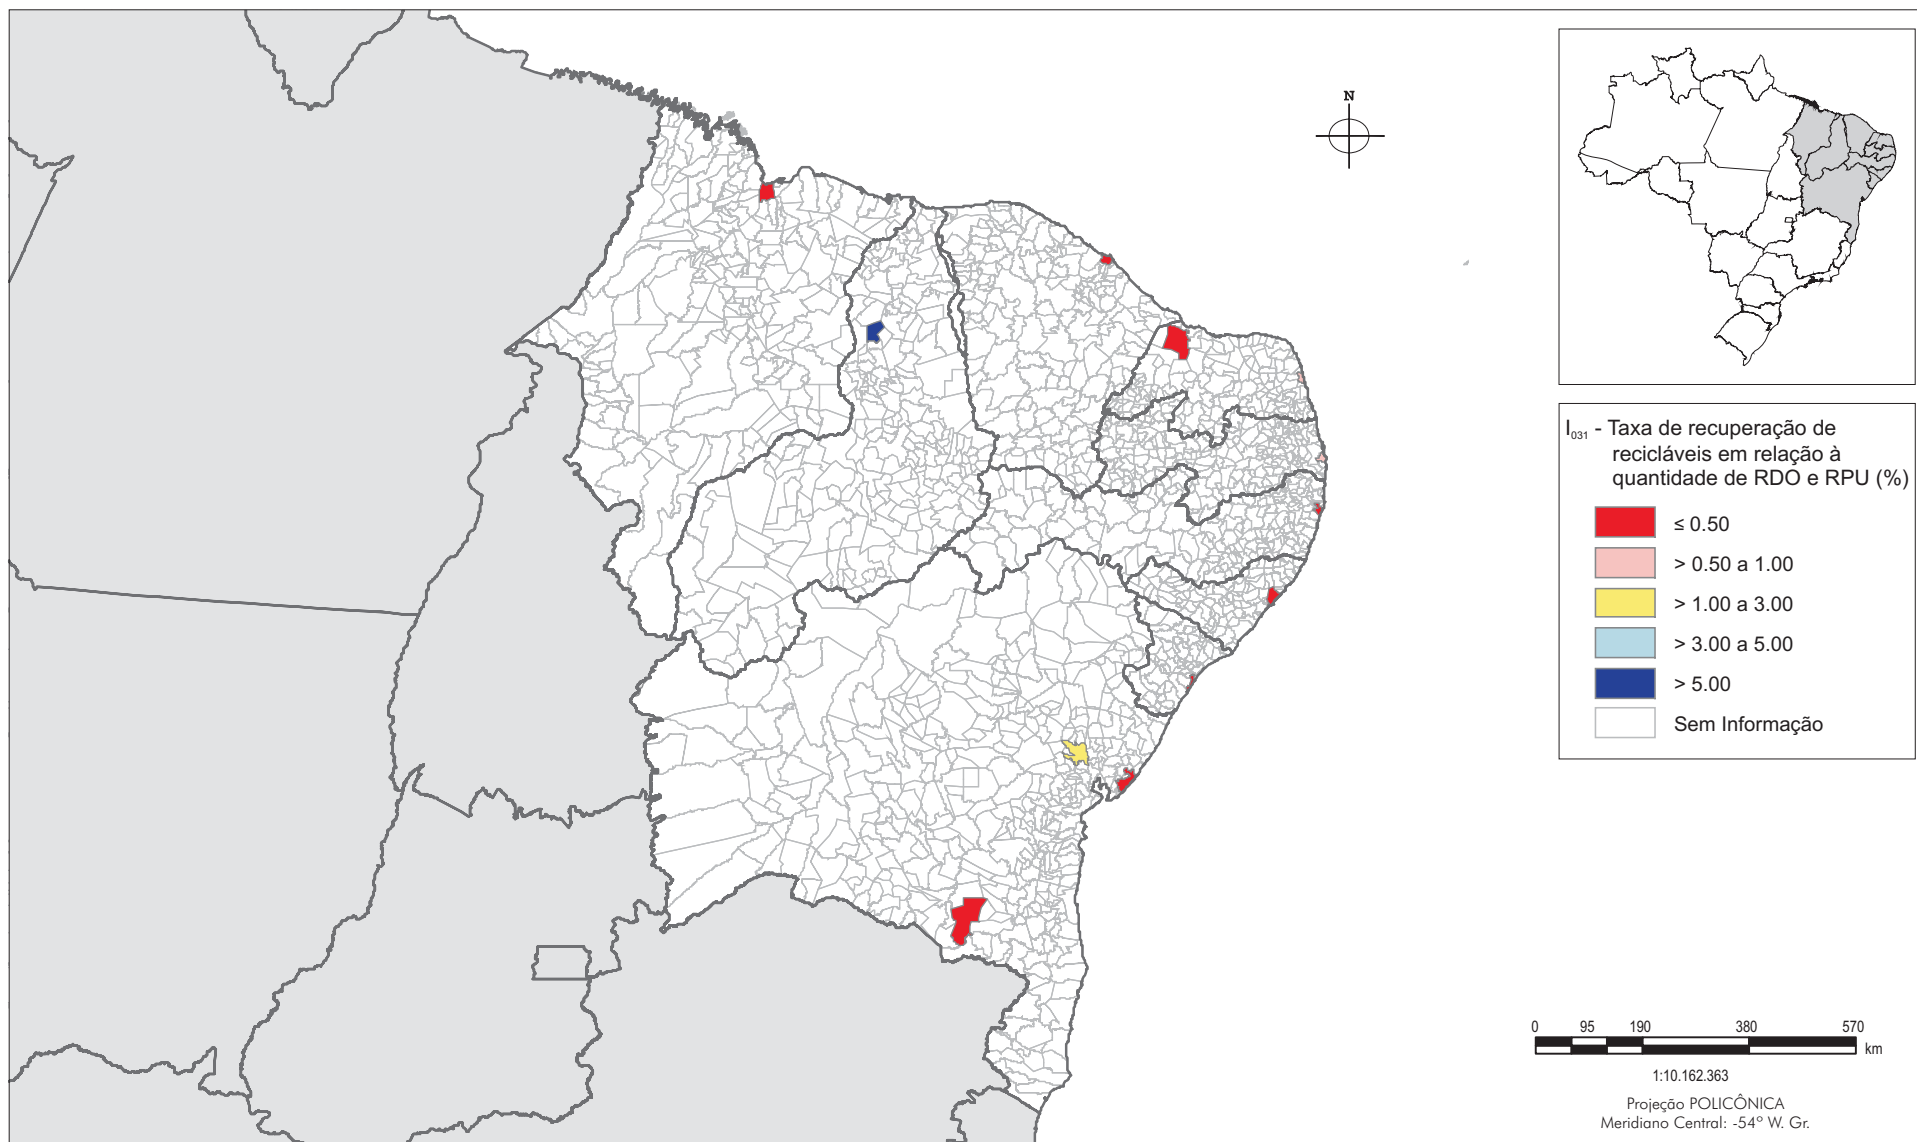 N
I031 - Taxa de recuperação de
recicláveis em relação à
quantidade de RDO e RPU (%)
≤ 0.50
> 0.50 a 1.00
> 1.00 a 3.00
> 3.00 a 5.00
> 5.00
Sem Informação
0 95 190 380 570
km
1:10.162.363
Projeção POLICÔNICA
Meridiano Central: -54° W. Gr.